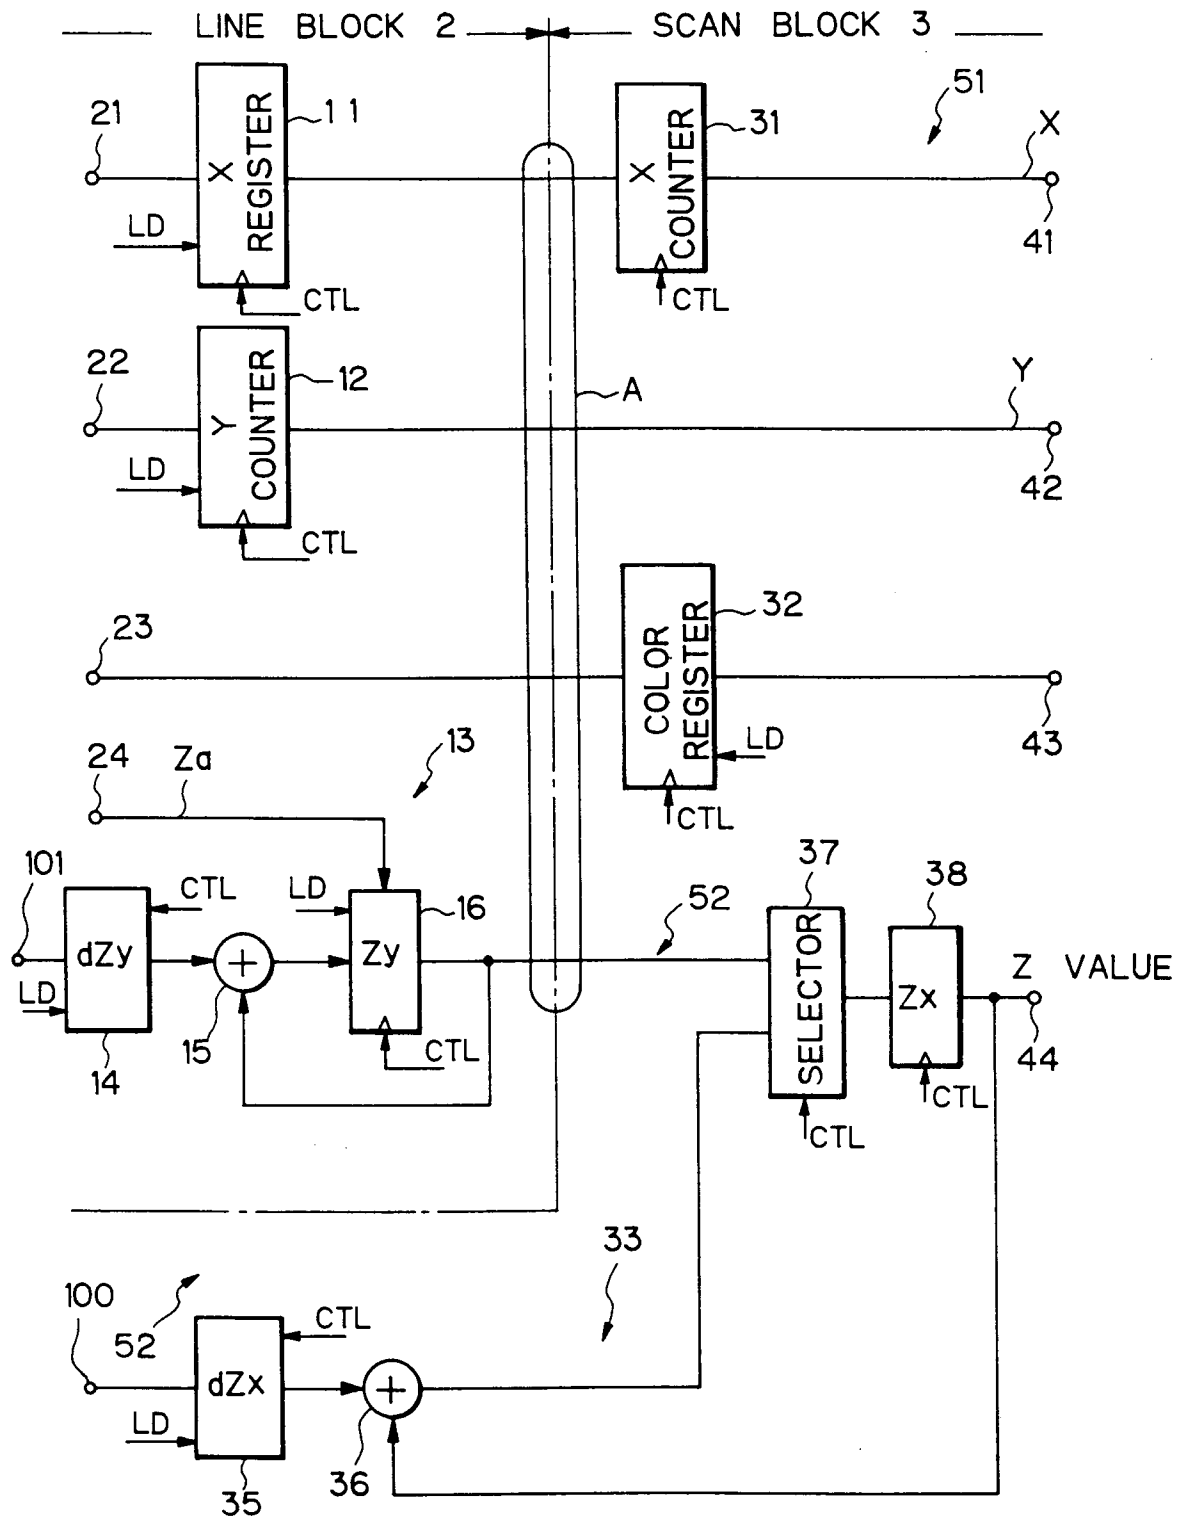 LINE BLOCK 2
SCAN BLOCK 3
51
21
X REGISTER
11
LD
CTL
X COUNTER
31
CTL
X
41
22
Y COUNTER
12
LD
CTL
A
Y
42
23
COLOR REGISTER
32
LD
CTL
43
24
Za
13
101
dZy
CTL
LD
14
15
LD
Zy
16
CTL
52
37
SELECTOR
CTL
38
Zx
CTL
Z VALUE
44
33
100
52
dZx
CTL
LD
35
36